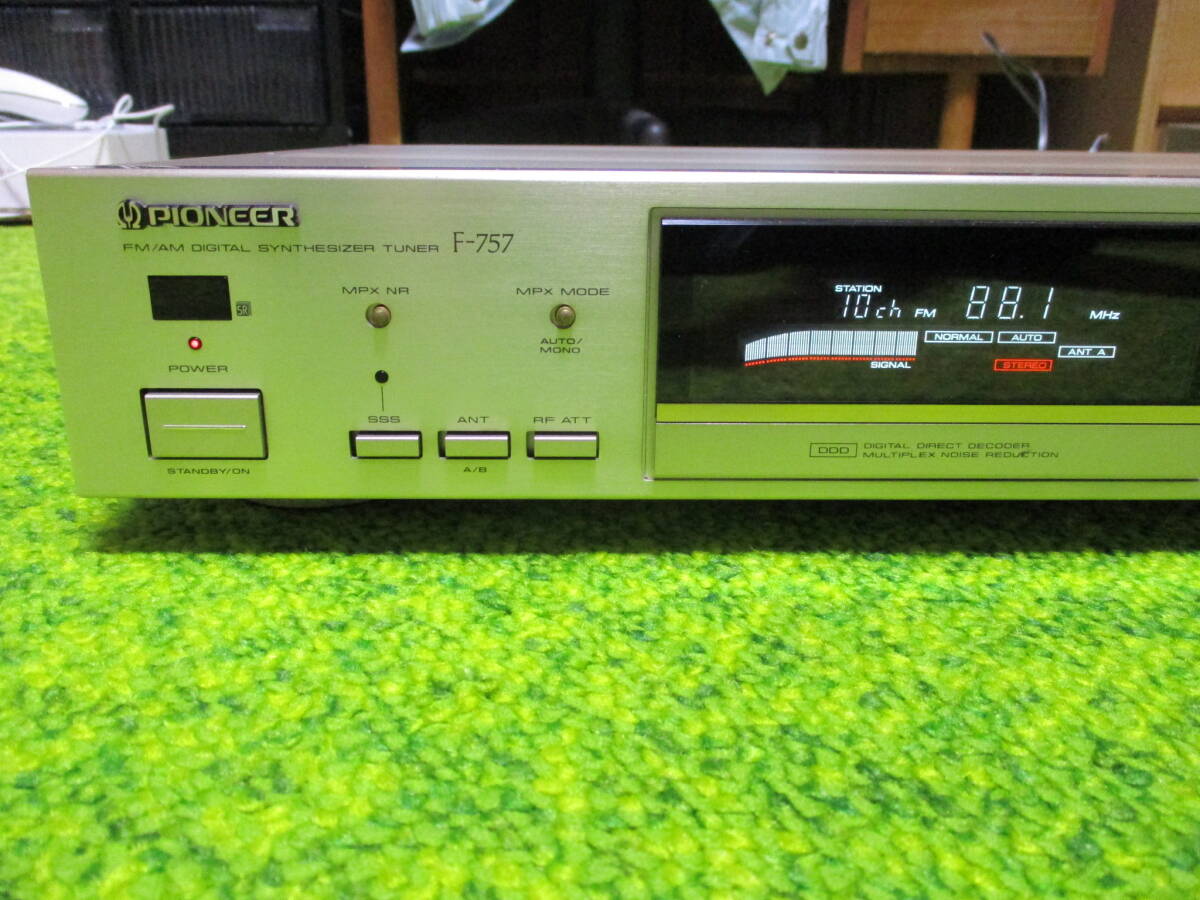 PIONEER
FM/AM DIGITAL SYNTHESIZER TUNER F-757
SR
MPX NR
MPX MODE
AUTO/
MONO
POWER
STANDBY/ON
SSS
ANT
RF ATT
A/B
STATION
10ch FM 88.1 MHz
NORMAL
AUTO
ANT A
SIGNAL
STEREO
DDD
DIGITAL DIRECT DECODER
MULTIPLEX NOISE REDUCTION